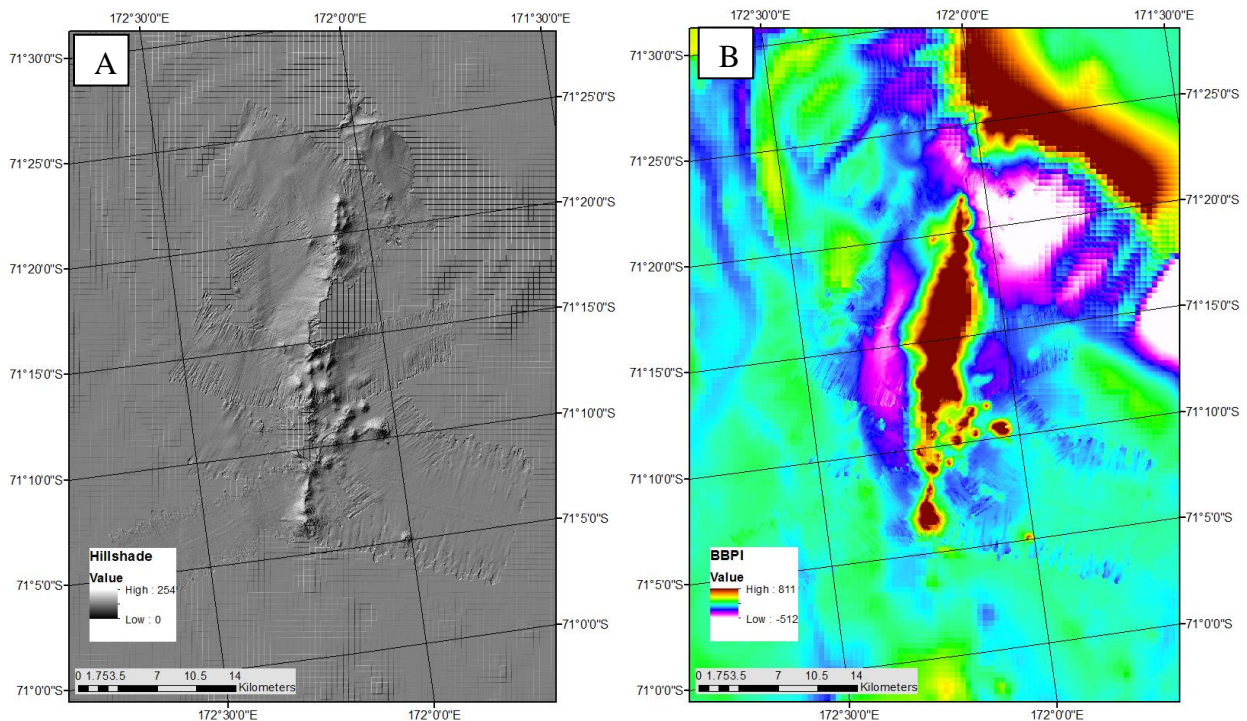 172°30'0"S 172°0'0"S 171°30'0"S
A
71°30'0"S
71°25'0"S
71°20'0"S
71°15'0"S
71°10'0"S
71°5'0"S
71°0'0"S
71°25'0"S
71°20'0"S
71°15'0"S
71°10'0"S
71°5'0"S
71°0'0"S
Hillshade
Value
High : 254
Low : 0
0 1.753.5 7 10.5 14
Kilometers
172°30'0"S 172°0'0"S
172°30'0"S 172°0'0"S 171°30'0"S
B
71°30'0"S
71°25'0"S
71°20'0"S
71°15'0"S
71°10'0"S
71°5'0"S
71°0'0"S
71°25'0"S
71°20'0"S
71°15'0"S
71°10'0"S
71°5'0"S
71°0'0"S
BBPI
Value
High : 811
Low : -512
0 1.753.5 7 10.5 14
Kilometers
172°30'0"S 172°0'0"S